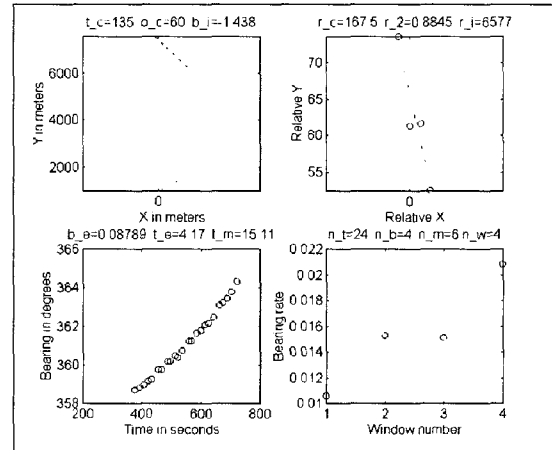 t_c=135 o_c=60 b_i=-1 438
r_c=167 5 r_2=0 8845 r_i=6577
Y in meters
6000
4000
2000
0
X in meters
Relative Y
70
65
60
55
0
Relative X
b_e=0 08789 t_e=4 17 t_m=15 11
n_t=24 n_b=4 n_m=6 n_w=4
Bearing in degrees
366
364
362
360
358
200 400 600 800
Time in seconds
Bearing rate
0 022
0 02
0 018
0 016
0 014
0 012
0 01
1 2 3 4
Window number